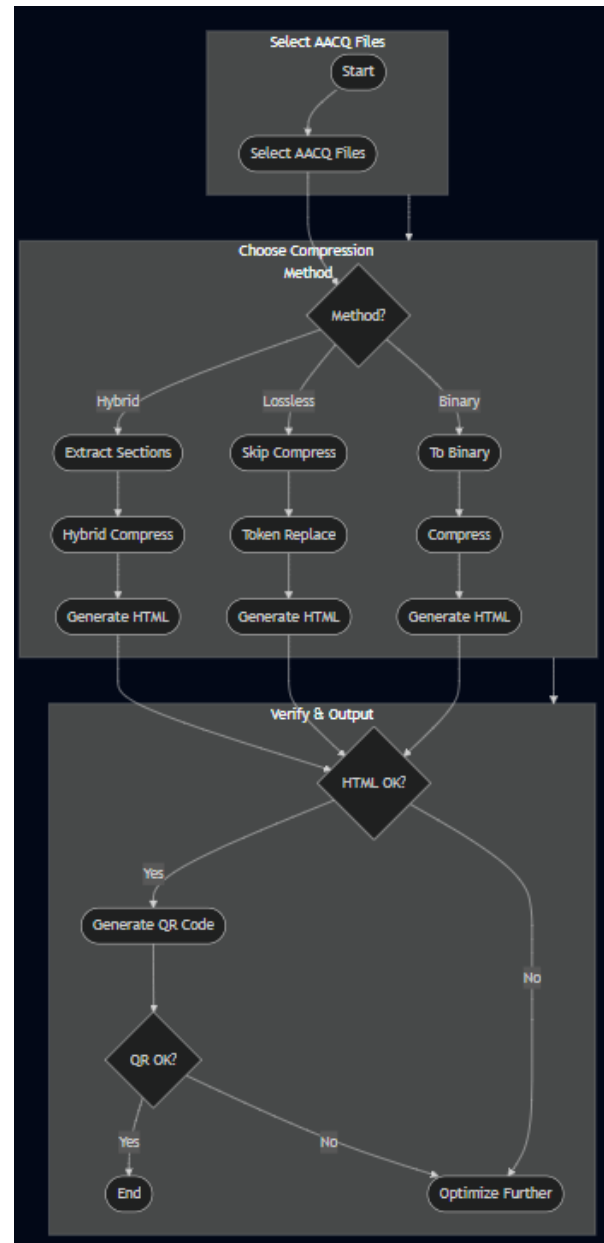 Select AACQ Files
Start
Select AACQ Files
Choose Compression
Method
Method?
Hybrid
Lossless
Binary
Extract Sections
Skip Compress
To Binary
Hybrid Compress
Token Replace
Compress
Generate HTML
Generate HTML
Generate HTML
Verify & Output
HTML OK?
Yes
Generate QR Code
No
QR OK?
Yes
No
End
Optimize Further